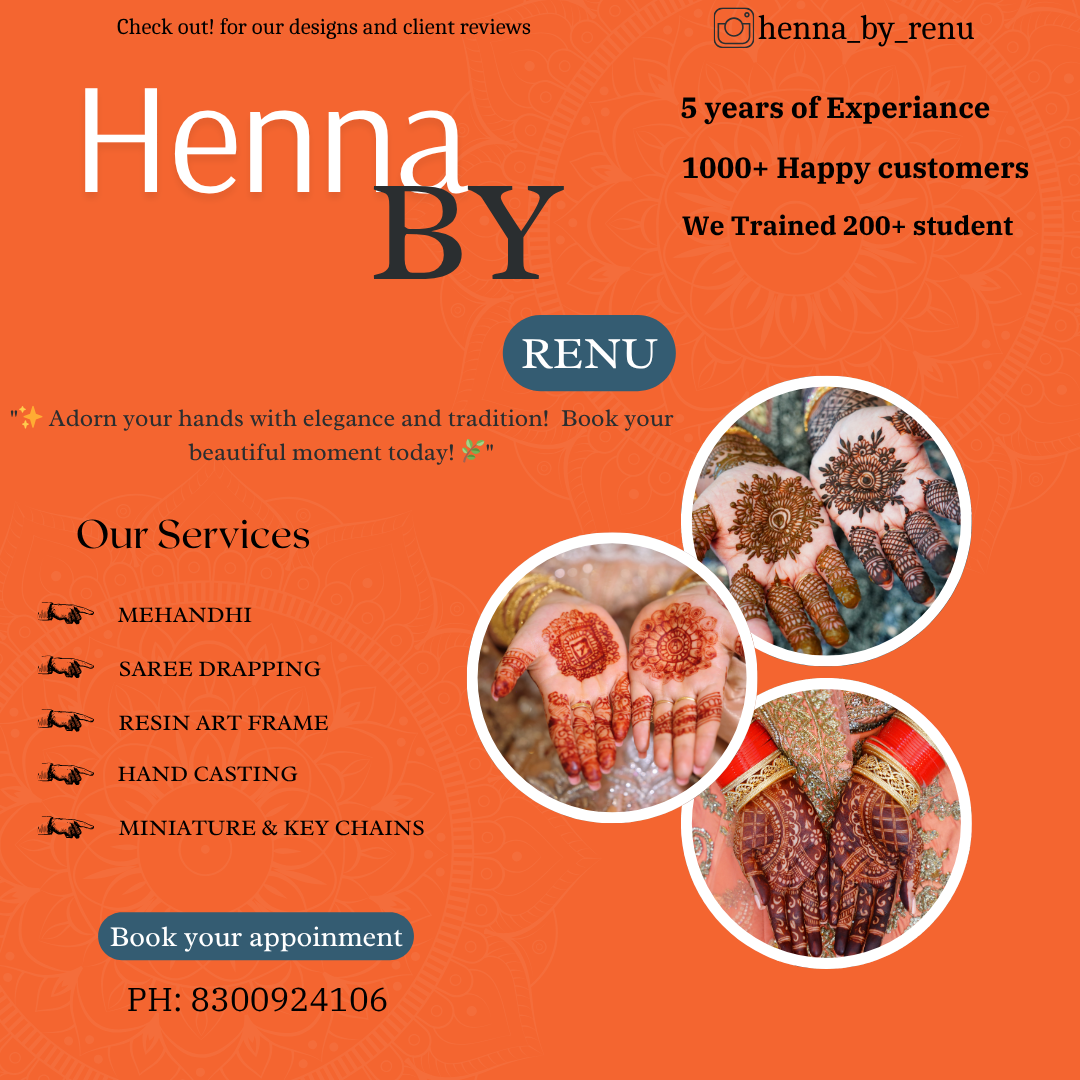 Check out! for our designs and client reviews
henna_by_renu
Henna
BY
RENU
5 years of Experiance
1000+ Happy customers
We Trained 200+ student
"✨ Adorn your hands with elegance and tradition!  Book your
beautiful moment today! 🌿"
Our Services
MEHANDHI
SAREE DRAPPING
RESIN ART FRAME
HAND CASTING
MINIATURE & KEY CHAINS
Book your appoinment
PH: 8300924106